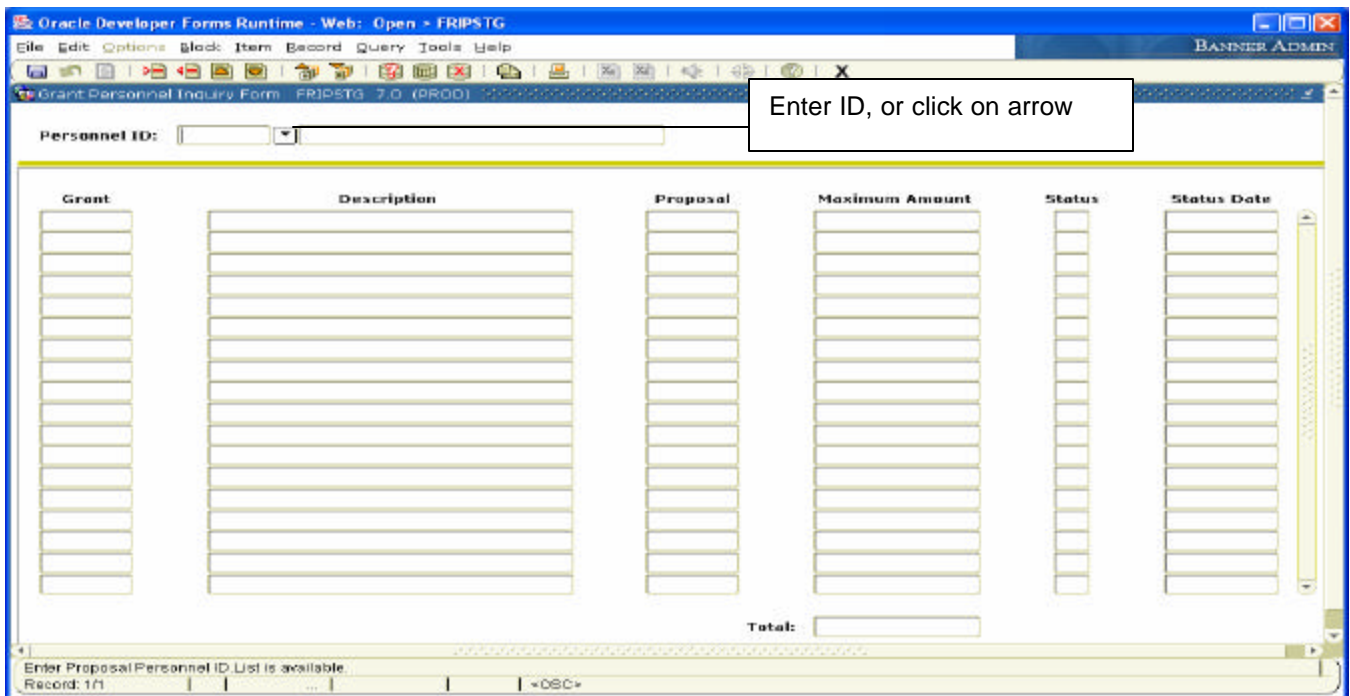 Oracle Developer Forms Runtime - Web: Open > FRIPSTG
File Edit Options Block Item Record Query Tools Help
BANNER ADMIN
X
Grant Personnel Inquiry Form FRIPSTG 7.0 (PROD)
Enter ID, or click on arrow
Personnel ID:
Grant Description Proposal Maximum Amount Status Status Date
Total:
Enter Proposal Personnel ID.List is available.
Record: 1/1 ... <OSC>